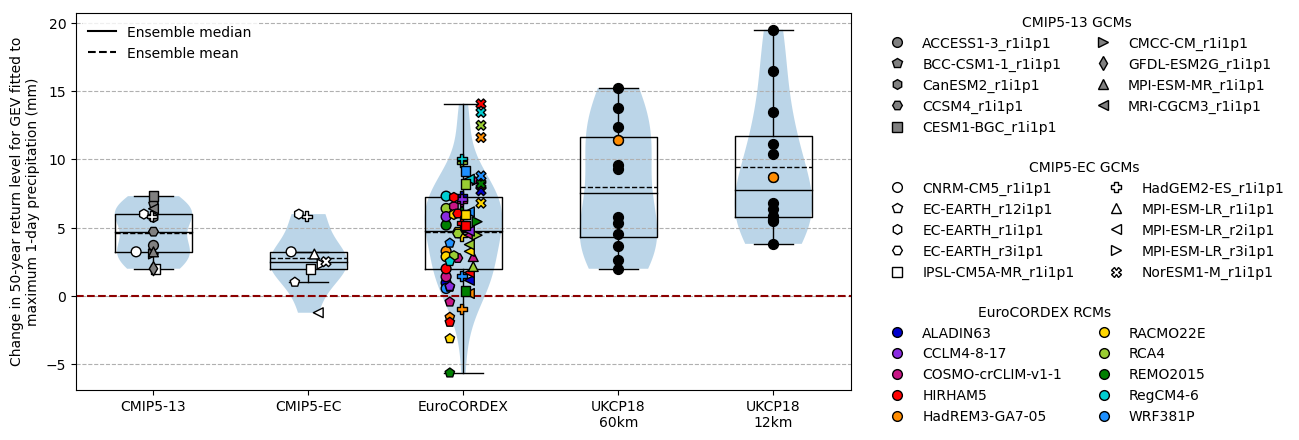 Change in 50-year return level for GEV fitted to
maximum 1-day precipitation (mm)
20
15
10
5
0
−5
Ensemble median
Ensemble mean
CMIP5-13
CMIP5-EC
EuroCORDEX
UKCP18
60km
UKCP18
12km
CMIP5-13 GCMs
ACCESS1-3_r1i1p1
BCC-CSM1-1_r1i1p1
CanESM2_r1i1p1
CCSM4_r1i1p1
CESM1-BGC_r1i1p1
CMCC-CM_r1i1p1
GFDL-ESM2G_r1i1p1
MPI-ESM-MR_r1i1p1
MRI-CGCM3_r1i1p1
CMIP5-EC GCMs
CNRM-CM5_r1i1p1
EC-EARTH_r12i1p1
EC-EARTH_r1i1p1
EC-EARTH_r3i1p1
IPSL-CM5A-MR_r1i1p1
HadGEM2-ES_r1i1p1
MPI-ESM-LR_r1i1p1
MPI-ESM-LR_r2i1p1
MPI-ESM-LR_r3i1p1
NorESM1-M_r1i1p1
EuroCORDEX RCMs
ALADIN63
CCLM4-8-17
COSMO-crCLIM-v1-1
HIRHAM5
HadREM3-GA7-05
RACMO22E
RCA4
REMO2015
RegCM4-6
WRF381P